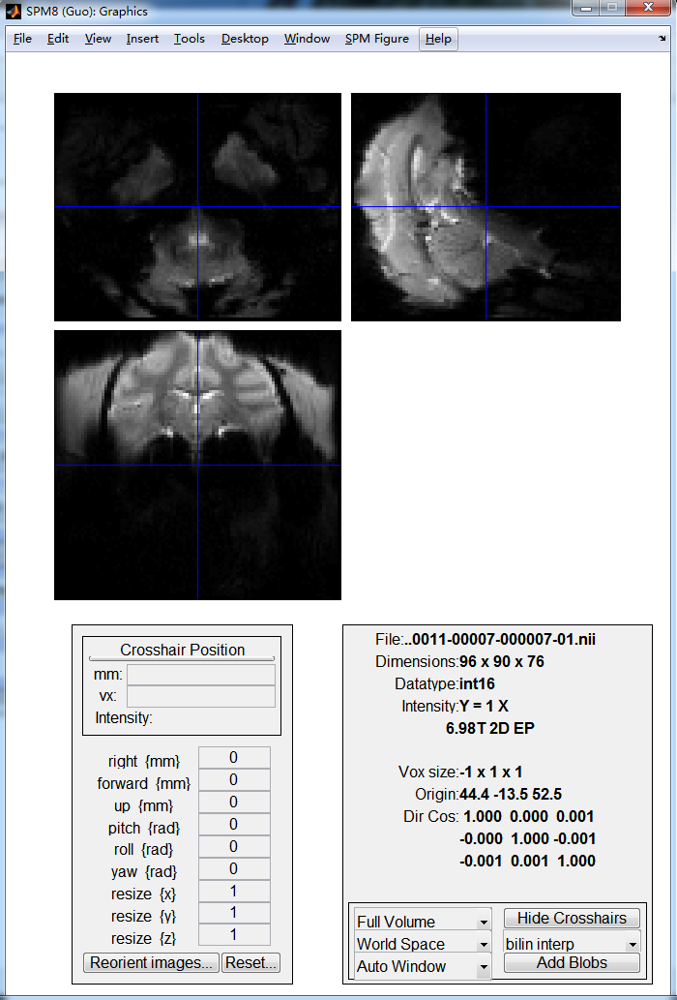 SPM8 (Guo): Graphics
File Edit View Insert Tools Desktop Window SPM Figure Help
Crosshair Position
mm:
vx:
Intensity:
right {mm} 0
forward {mm} 0
up {mm} 0
pitch {rad} 0
roll {rad} 0
yaw {rad} 0
resize {x} 1
resize {y} 1
resize {z} 1
Reorient images... Reset...
File:..0011-00007-000007-01.nii
Dimensions:96 x 90 x 76
Datatype:int16
Intensity:Y = 1 X
6.98T 2D EP
Vox size:-1 x 1 x 1
Origin:44.4 -13.5 52.5
Dir Cos: 1.000 0.000 0.001
-0.000 1.000 -0.001
-0.001 0.001 1.000
Full Volume Hide Crosshairs
World Space bilin interp
Auto Window Add Blobs